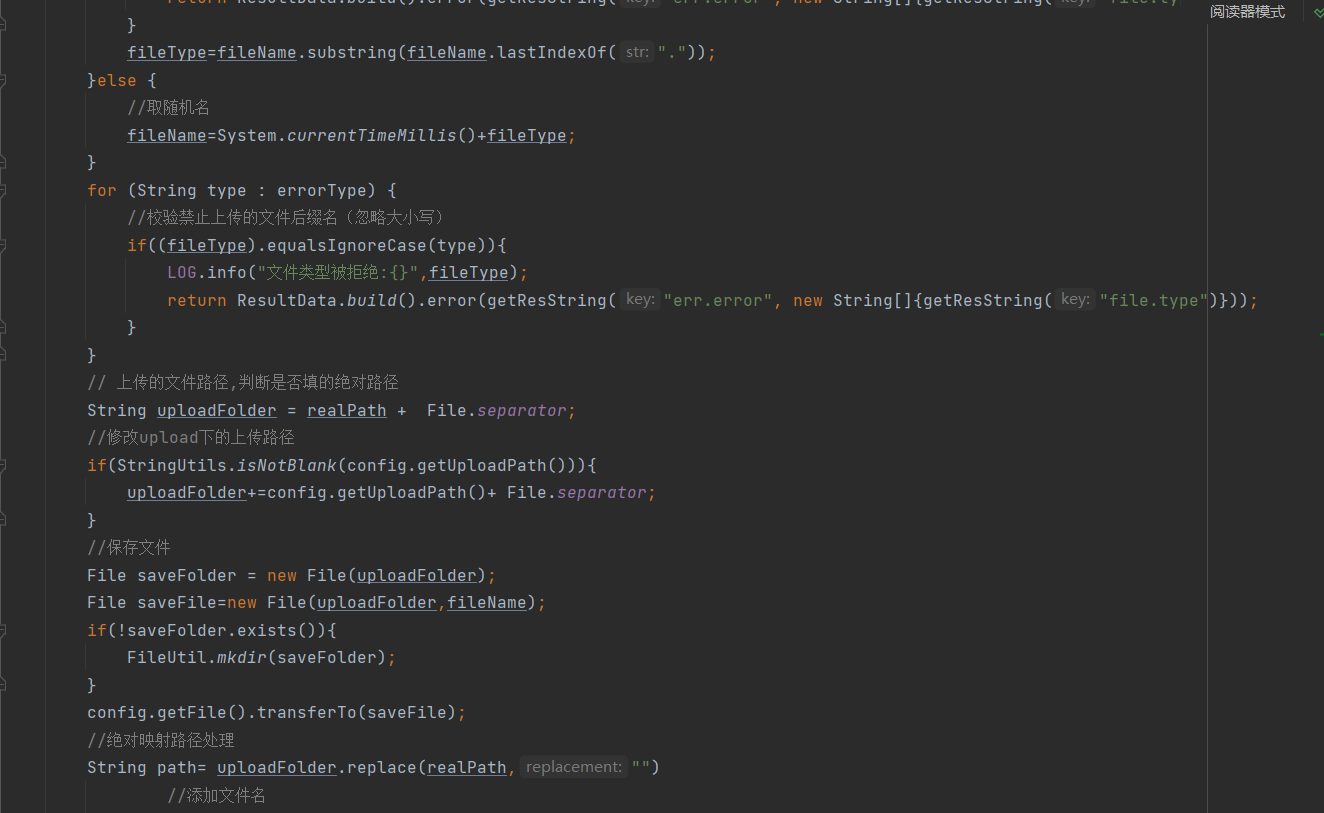 return ResultData.build().error(getResString( key: "err.error", new String[]{getResString( key: "file.ty
阅读器模式
}
fileType=fileName.substring(fileName.lastIndexOf( str: "."));
}else {
//取随机名
fileName=System.currentTimeMillis()+fileType;
}
for (String type : errorType) {
//校验禁止上传的文件后缀名（忽略大小写）
if((fileType).equalsIgnoreCase(type)){
LOG.info("文件类型被拒绝:{}",fileType);
return ResultData.build().error(getResString( key: "err.error", new String[]{getResString( key: "file.type")}));
}
}
// 上传的文件路径,判断是否填的绝对路径
String uploadFolder = realPath +  File.separator;
//修改upload下的上传路径
if(StringUtils.isNotBlank(config.getUploadPath())){
uploadFolder+=config.getUploadPath()+ File.separator;
}
//保存文件
File saveFolder = new File(uploadFolder);
File saveFile=new File(uploadFolder,fileName);
if(!saveFolder.exists()){
FileUtil.mkdir(saveFolder);
}
config.getFile().transferTo(saveFile);
//绝对映射路径处理
String path= uploadFolder.replace(realPath, replacement: "")
//添加文件名